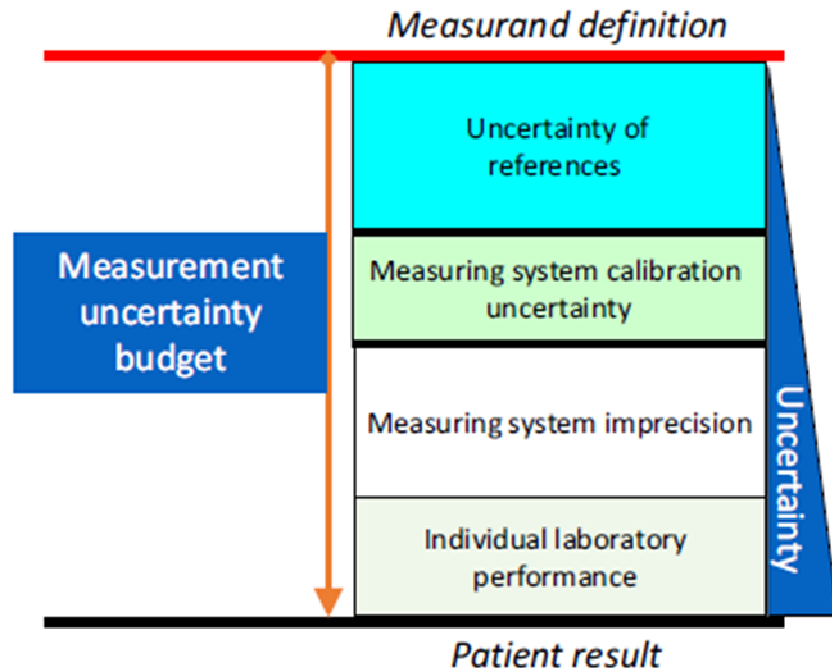 Measurand definition
Uncertainty of
references
Measurement
uncertainty
budget
Measuring system calibration
uncertainty
Measuring system imprecision
Individual laboratory
performance
Uncertainty
Patient result